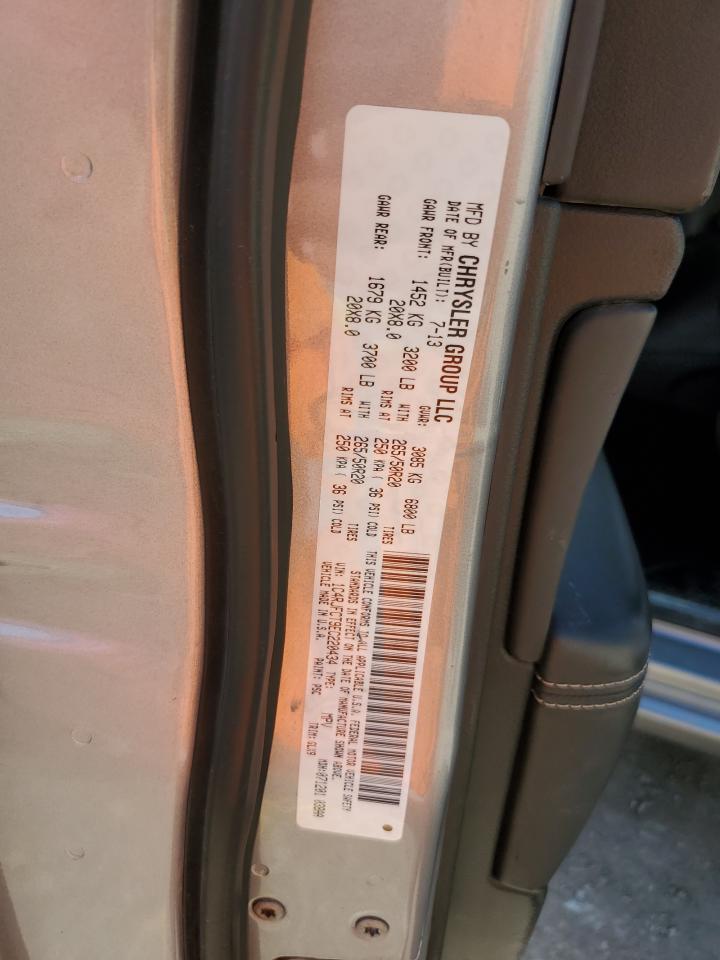 MFD BY CHRYSLER GROUP LLC
DATE OF MFR(BUILT): 7-13 GVWR: 3085 KG 6800 LB
GAWR FRONT: 1452 KG 3200 LB WITH 265/50R20 TIRES
20X8.0 RIMS AT 250 KPA ( 36 PSI) COLD
GAWR REAR: 1679 KG 3700 LB WITH 265/50R20 TIRES
20X8.0 RIMS AT 250 KPA ( 36 PSI) COLD
THIS VEHICLE CONFORMS TO ALL APPLICABLE U.S.A. FEDERAL MOTOR VEHICLE SAFETY
STANDARDS IN EFFECT ON THE DATE OF MANUFACTURE SHOWN ABOVE.
VIN: 1C4RJFCT9EC220434 TYPE: MPV MDH:071201
VEHICLE MADE IN U.S.A. PAINT: PSC TRIM: